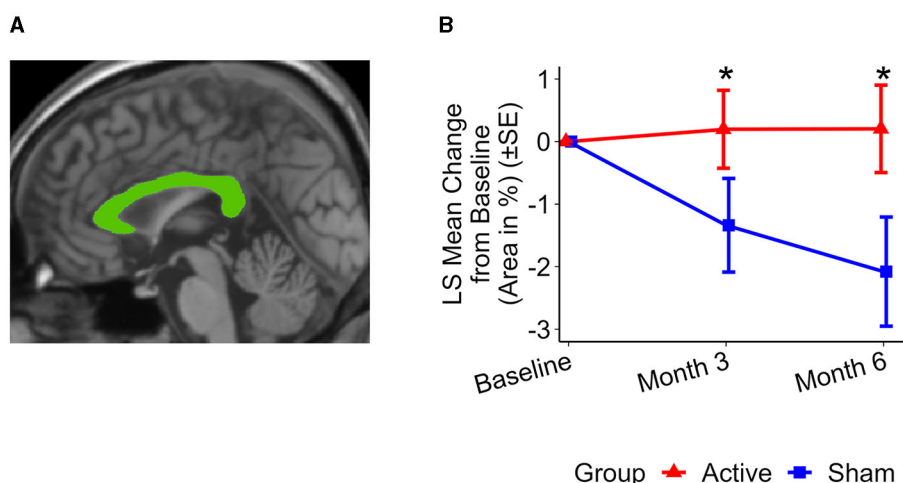 A
B
LS Mean Change
from Baseline
(Area in %) (±SE)
1
0
-1
-2
-3
*
*
Baseline
Month 3
Month 6
Group Active Sham